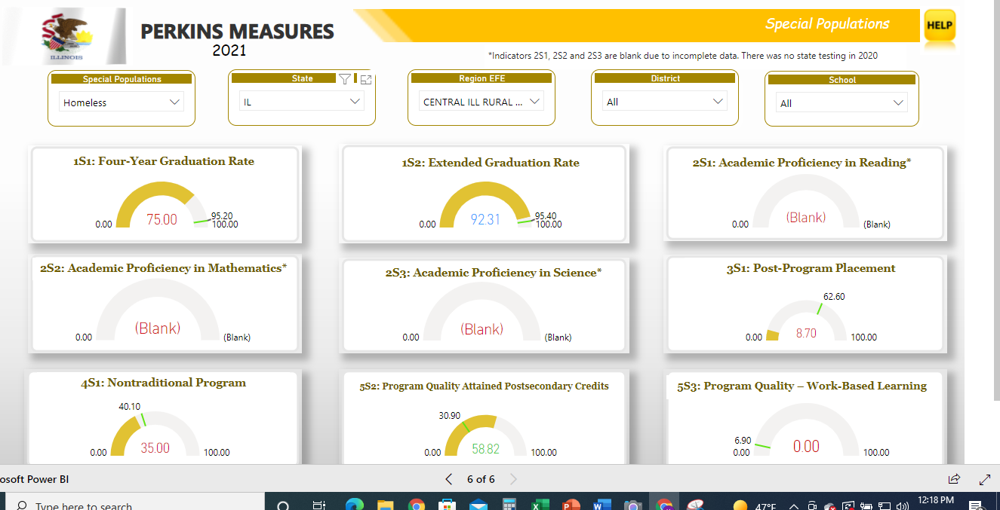 ILLINOIS
PERKINS MEASURES
2021
Special Populations
HELP
*Indicators 2S1, 2S2 and 2S3 are blank due to incomplete data. There was no state testing in 2020
Special Populations
Homeless
State
IL
Region EFE
CENTRAL ILL RURAL ...
District
All
School
All
1S1: Four-Year Graduation Rate
75.00
0.00
95.20
100.00
1S2: Extended Graduation Rate
92.31
0.00
95.40
100.00
2S1: Academic Proficiency in Reading*
(Blank)
0.00
(Blank)
2S2: Academic Proficiency in Mathematics*
(Blank)
0.00
(Blank)
2S3: Academic Proficiency in Science*
(Blank)
0.00
(Blank)
3S1: Post-Program Placement
62.60
8.70
0.00
100.00
4S1: Nontraditional Program
40.10
35.00
0.00
100.00
5S2: Program Quality Attained Postsecondary Credits
30.90
58.82
0.00
100.00
5S3: Program Quality – Work-Based Learning
6.90
0.00
0.00
100.00
osoft Power BI
6 of 6
Type here to search
47°F
12:18 PM